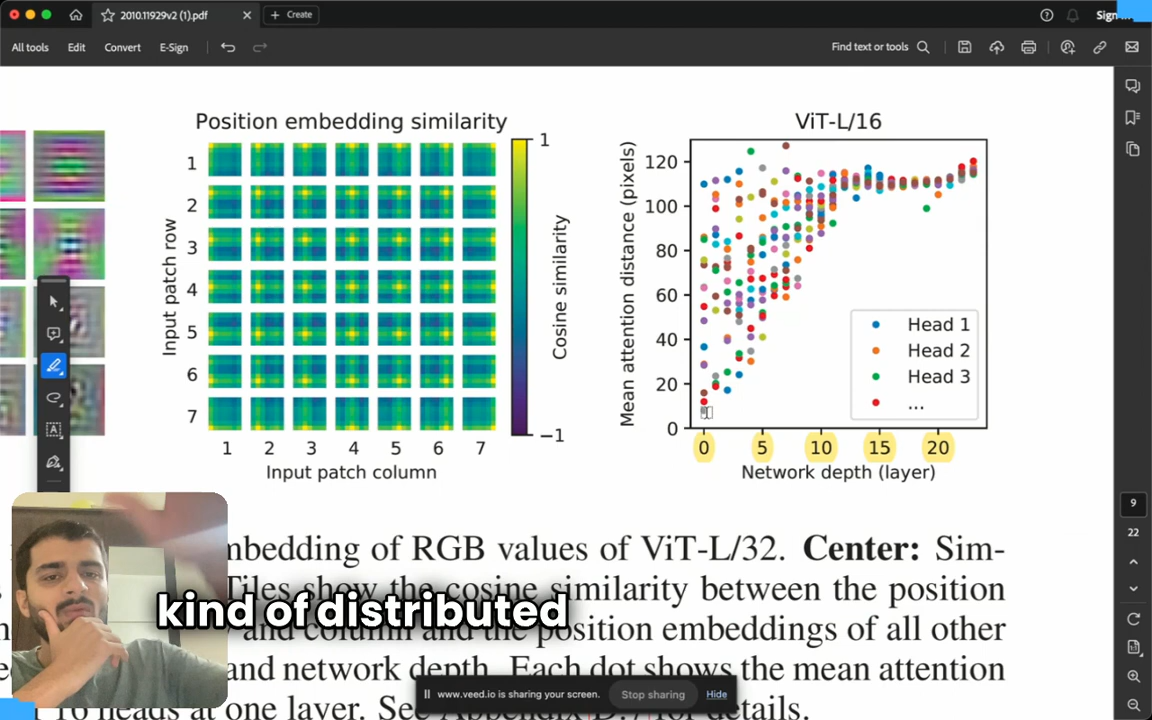 2010.11929v2 (1).pdf
Create
Sign
All tools
Edit
Convert
E-Sign
Find text or tools
Position embedding similarity
1
2
3
4
5
6
7
Input patch row
1 2 3 4 5 6 7
Input patch column
1
−1
Cosine similarity
ViT-L/16
120
100
80
60
40
20
0
Mean attention distance (pixels)
Head 1
Head 2
Head 3
...
0 5 10 15 20
Network depth (layer)
9
22
mbedding of RGB values of ViT-L/32. Center: Sim-
Tiles show the cosine similarity between the position
and column and the position embeddings of all other
and network depth. Each dot shows the mean attention
16 heads at one layer. See Appendix D.7 for details.
kind of distributed
www.veed.io is sharing your screen.
Stop sharing
Hide